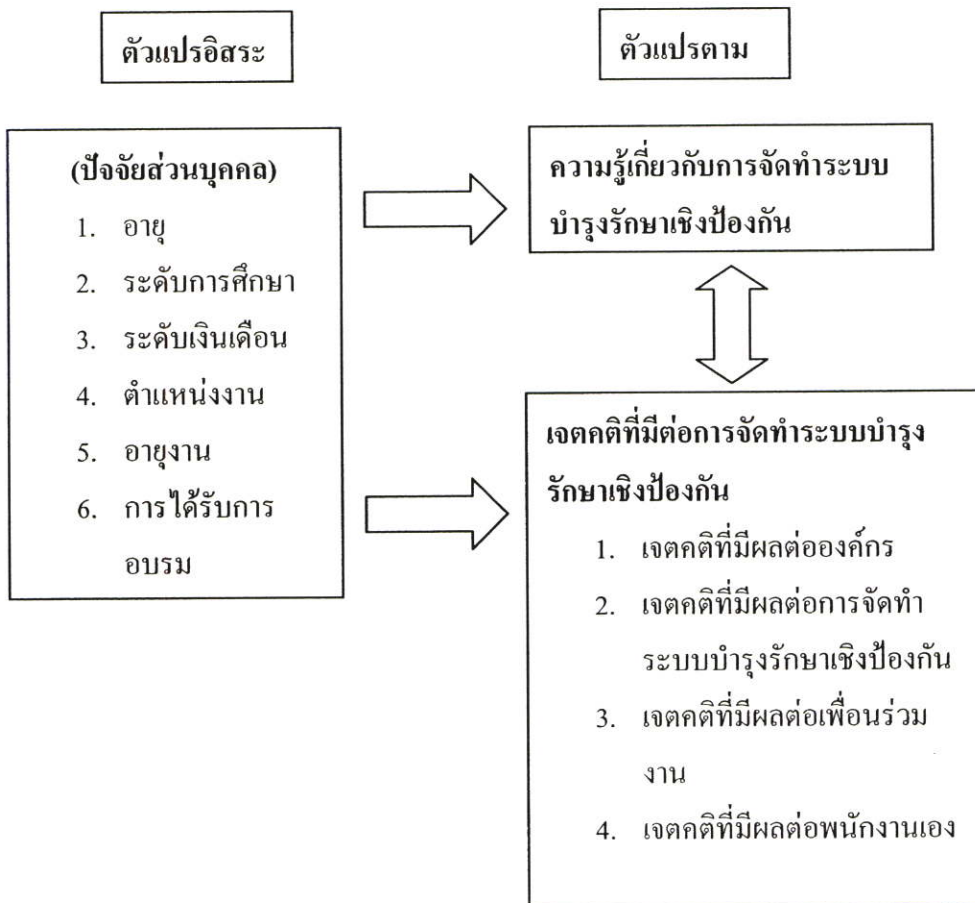 ตัวแปรอิสระ
ตัวแปรตาม
(ปัจจัยส่วนบุคคล)
1. อายุ
2. ระดับการศึกษา
3. ระดับเงินเดือน
4. ตำแหน่งงาน
5. อายุงาน
6. การได้รับการ
อบรม
ความรู้เกี่ยวกับการจัดทำระบบ
บำรุงรักษาเชิงป้องกัน
เจตคติที่มีต่อการจัดทำระบบบำรุง
รักษาเชิงป้องกัน
1. เจตคติที่มีผลต่อองค์กร
2. เจตคติที่มีผลต่อการจัดทำ
ระบบบำรุงรักษาเชิงป้องกัน
3. เจตคติที่มีผลต่อเพื่อนร่วม
งาน
4. เจตคติที่มีผลต่อพนักงานเอง